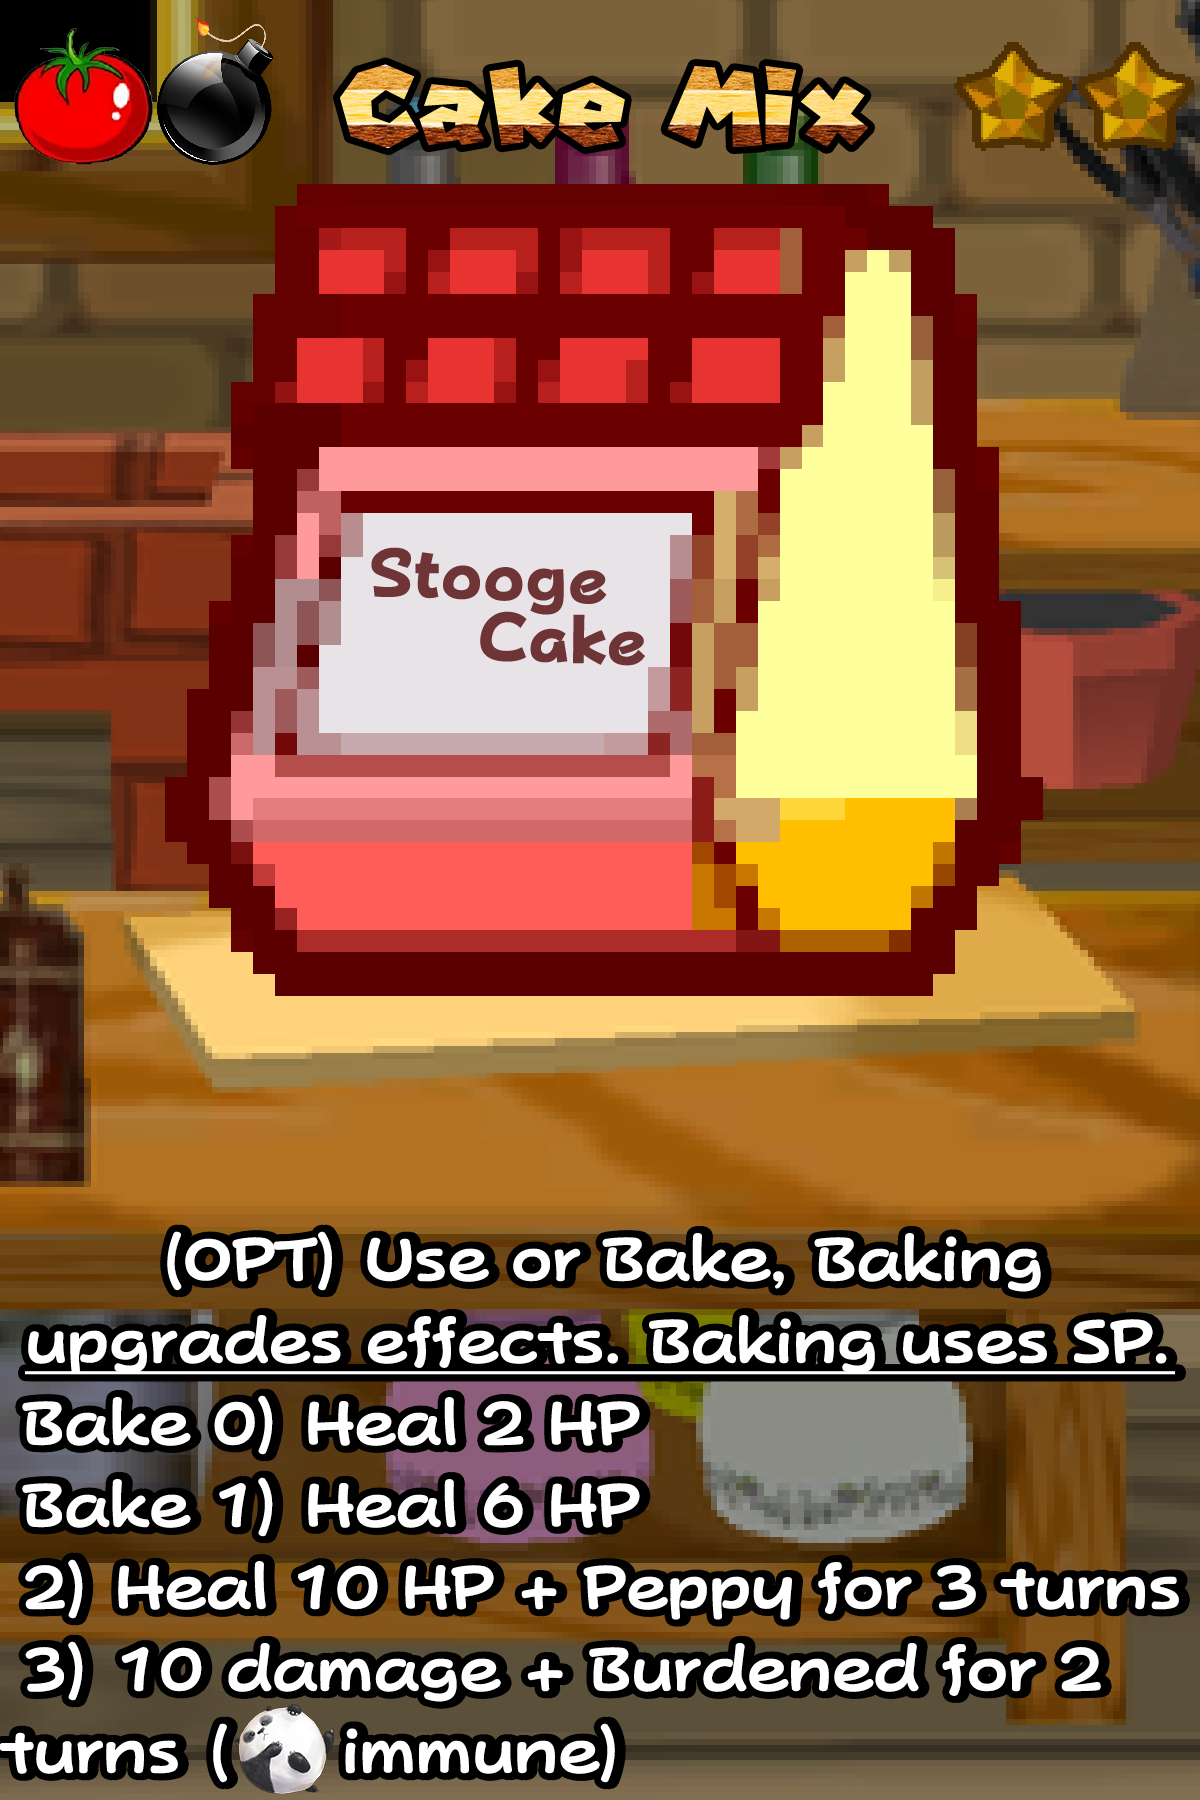 Cake Mix
Stooge
Cake
(OPT) Use or Bake, Baking
upgrades effects. Baking uses SP.
Bake 0) Heal 2 HP
Bake 1) Heal 6 HP
2) Heal 10 HP + Peppy for 3 turns
3) 10 damage + Burdened for 2
turns ( immune)